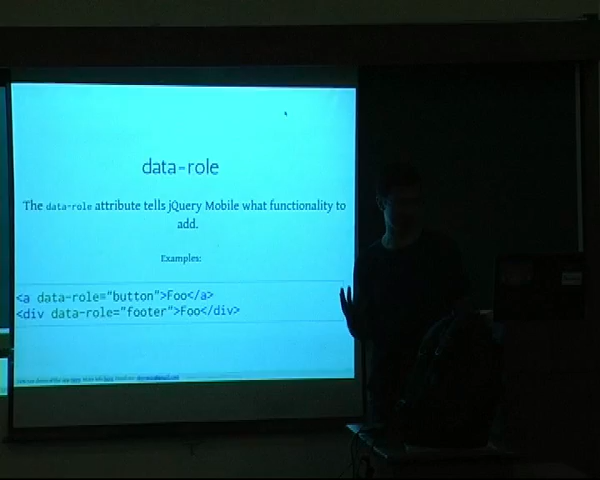 data-role
The data-role attribute tells jQuery Mobile what functionality to
add.
Examples:
<a data-role="button">Foo</a>
<div data-role="footer">Foo</div>